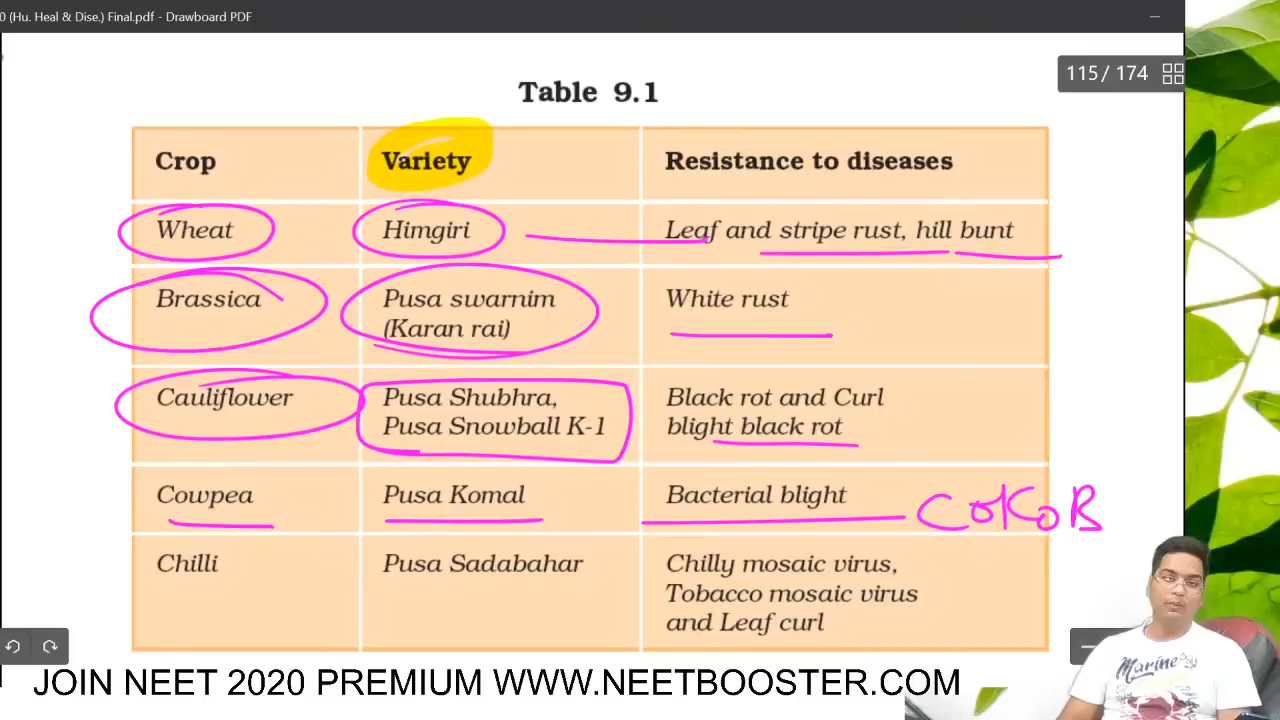 0 (Hu. Heal & Dise.) Final.pdf - Drawboard PDF
115 / 174
Table 9.1
Crop Variety Resistance to diseases
Wheat Himgiri Leaf and stripe rust, hill bunt
Brassica Pusa swarnim White rust
(Karan rai)
Cauliflower Pusa Shubhra, Black rot and Curl
Pusa Snowball K-1 blight black rot
Cowpea Pusa Komal Bacterial blight
COKOB
Chilli Pusa Sadabahar Chilly mosaic virus,
Tobacco mosaic virus
and Leaf curl
Marine
JOIN NEET 2020 PREMIUM WWW.NEETBOOSTER.COM